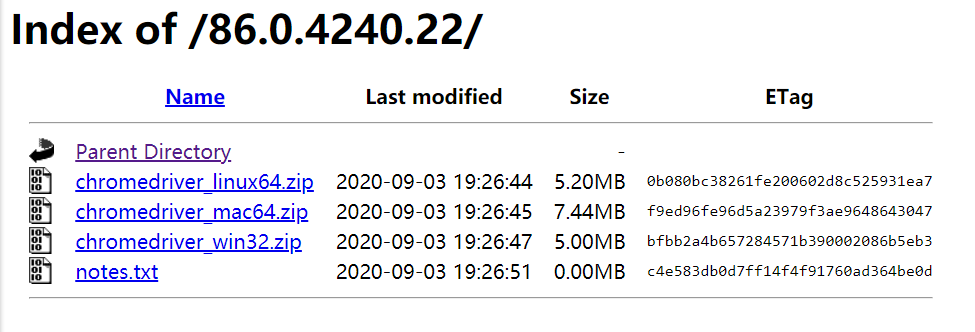 Index of /86.0.4240.22/
Name Last modified Size ETag
Parent Directory -
chromedriver_linux64.zip 2020-09-03 19:26:44 5.20MB 0b080bc38261fe200602d8c525931ea7
chromedriver_mac64.zip 2020-09-03 19:26:45 7.44MB f9ed96fe96d5a23979f3ae9648643047
chromedriver_win32.zip 2020-09-03 19:26:47 5.00MB bfbb2a4b657284571b390002086b5eb3
notes.txt 2020-09-03 19:26:51 0.00MB c4e583db0d7ff14f4f91760ad364be0d